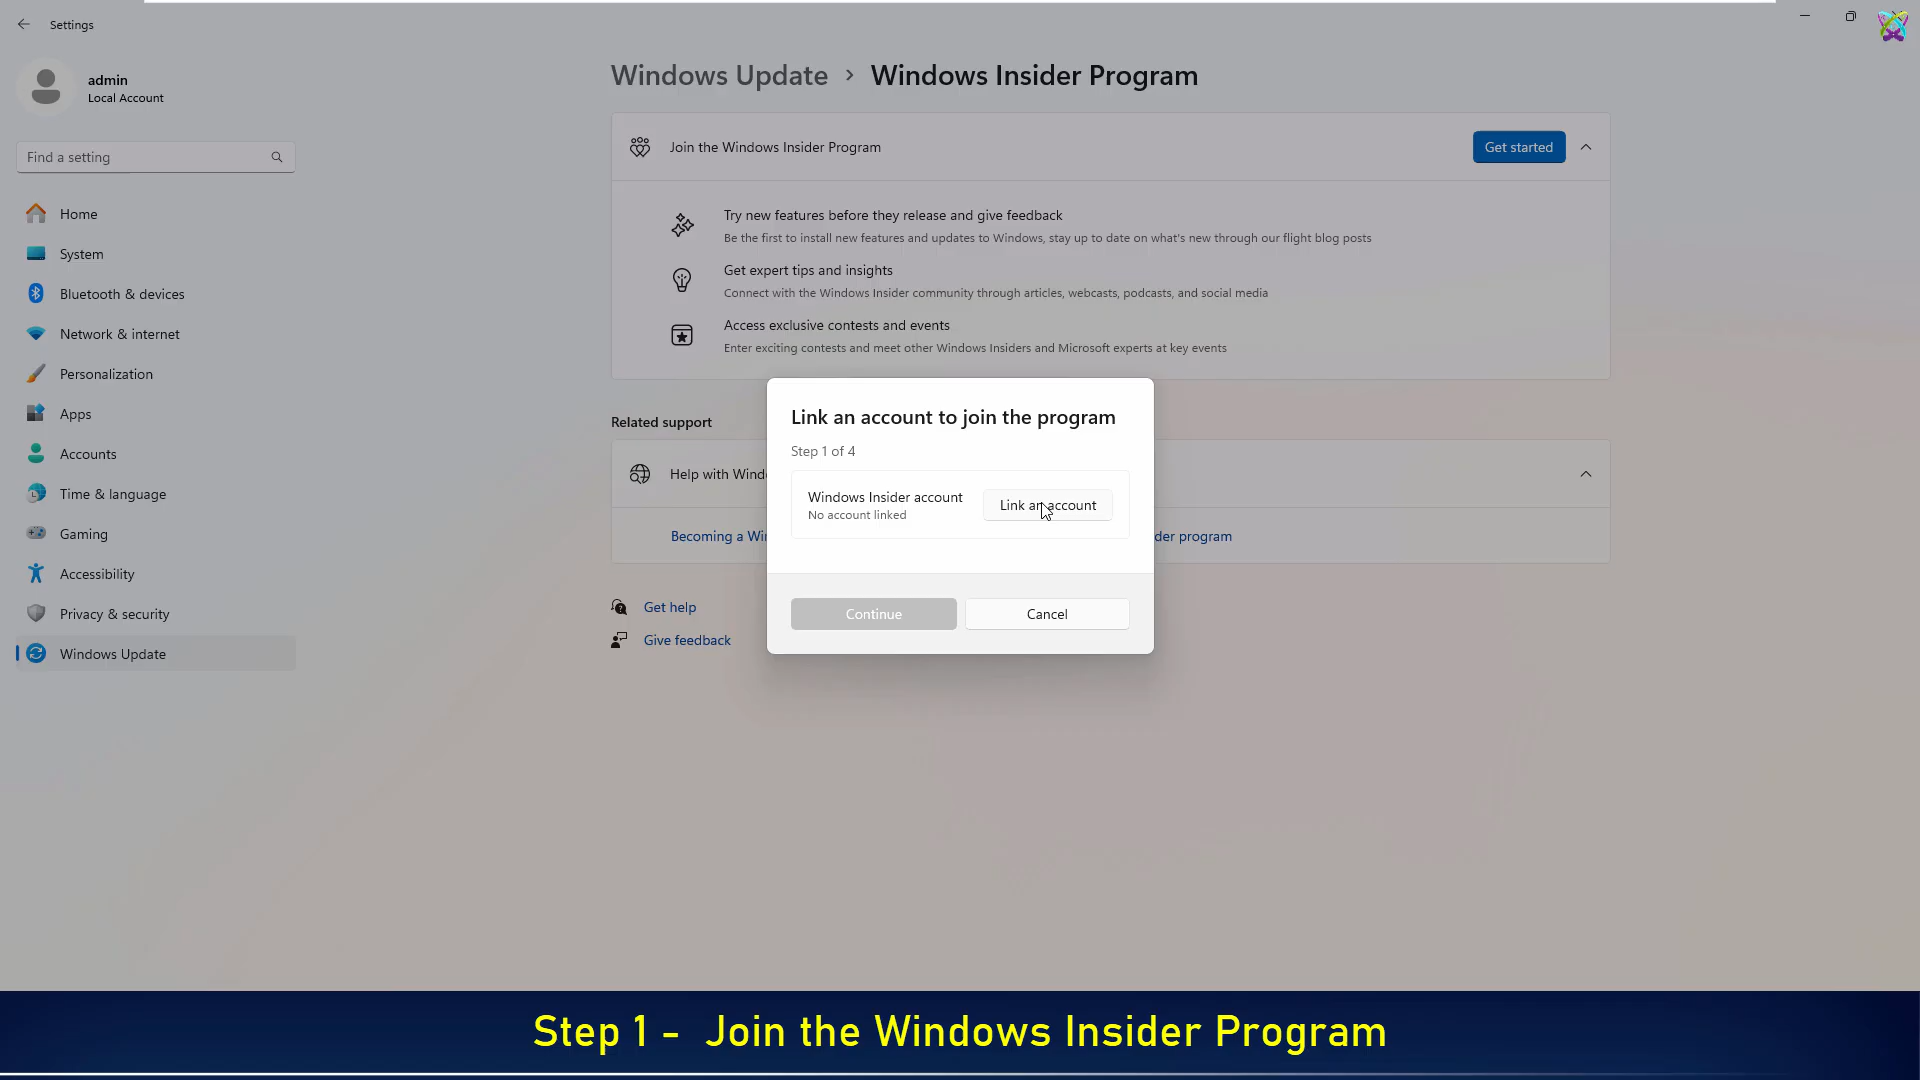 Settings
admin
Local Account
Find a setting
Home
System
Bluetooth & devices
Network & internet
Personalization
Apps
Accounts
Time & language
Gaming
Accessibility
Privacy & security
Windows Update
Windows Update > Windows Insider Program
Join the Windows Insider Program
Get started
Try new features before they release and give feedback
Be the first to install new features and updates to Windows, stay up to date on what's new through our flight blog posts
Get expert tips and insights
Connect with the Windows Insider community through articles, webcasts, podcasts, and social media
Access exclusive contests and events
Enter exciting contests and meet other Windows Insiders and Microsoft experts at key events
Related support
Help with
Becoming a
program
Get help
Give feedback
Link an account to join the program
Step 1 of 4
Windows Insider account
No account linked
Link an account
Continue
Cancel
Step 1 - Join the Windows Insider Program